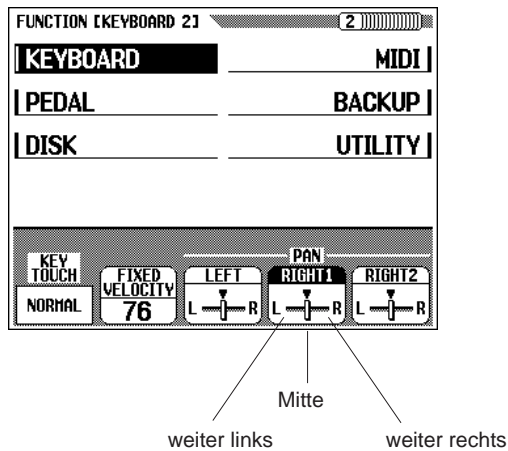 FUNCTION [KEYBOARD 2] 2
KEYBOARD MIDI
PEDAL BACKUP
DISK UTILITY
PAN
KEY
TOUCH
NORMAL
FIXED
VELOCITY
76
LEFT
L R
RIGHT1
L R
RIGHT2
L R
Mitte
weiter links weiter rechts